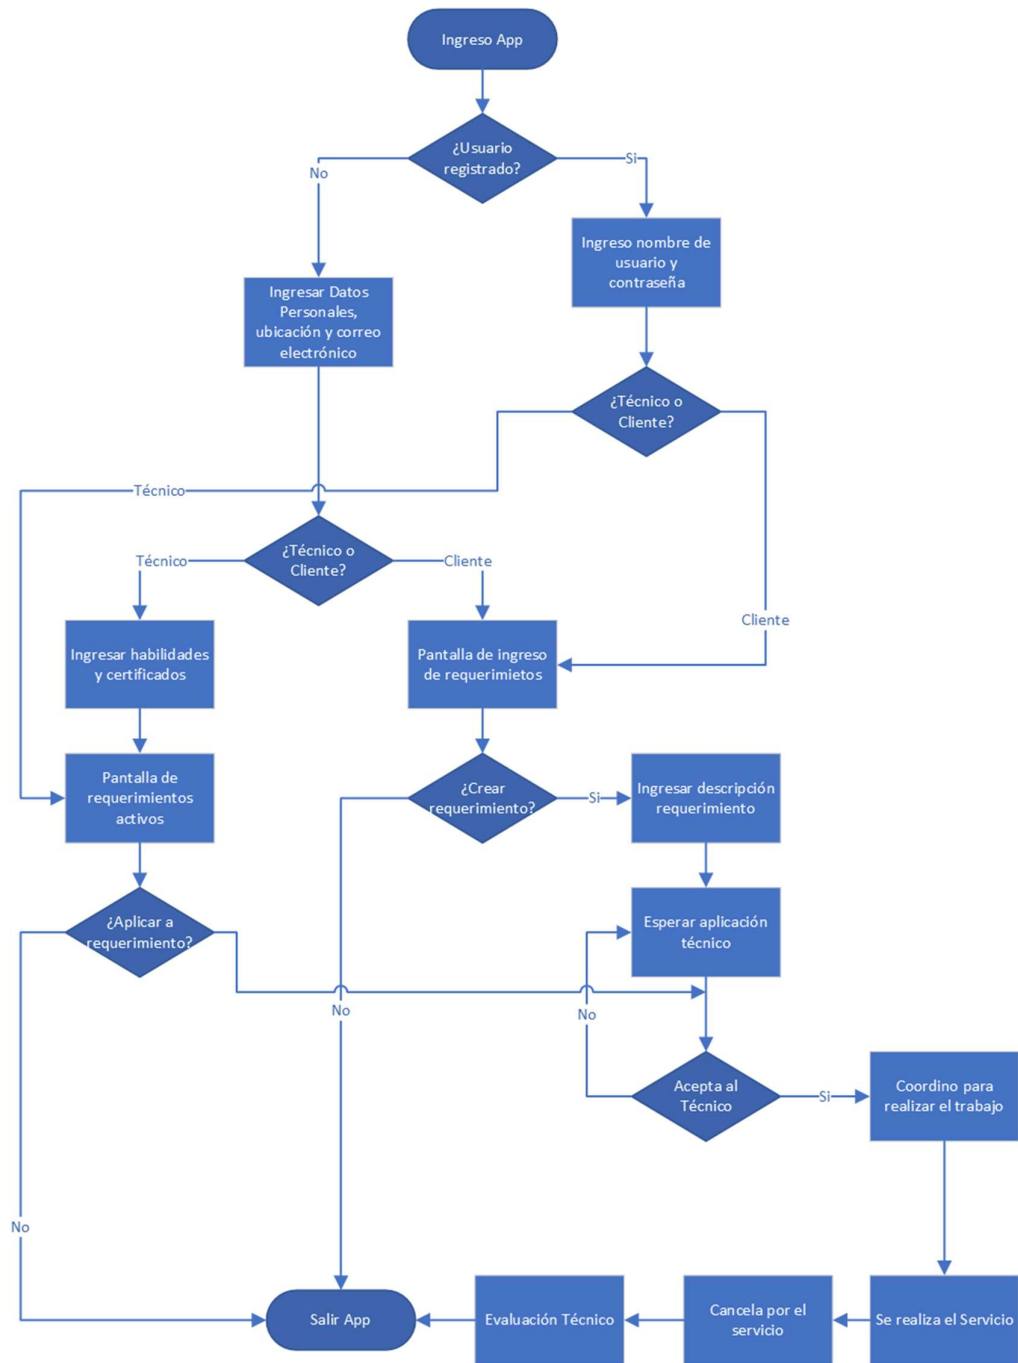 Ingreso App
¿Usuario
registrado?
No
Si
Ingreso nombre de
usuario y
contraseña
Ingresar Datos
Personales,
ubicación y correo
electrónico
¿Técnico o
Cliente?
Técnico
¿Técnico o
Cliente?
Técnico
Cliente
Cliente
Ingresar habilidades
y certificados
Pantalla de ingreso
de requerimietos
Pantalla de
requerimientos
activos
¿Crear
requerimiento?
Si
Ingresar descripción
requerimiento
¿Aplicar a
requerimiento?
Esperar aplicación
técnico
No
No
Acepta al
Técnico
Si
Coordino para
realizar el trabajo
No
Salir App
Evaluación Técnico
Cancela por el
servicio
Se realiza el Servicio